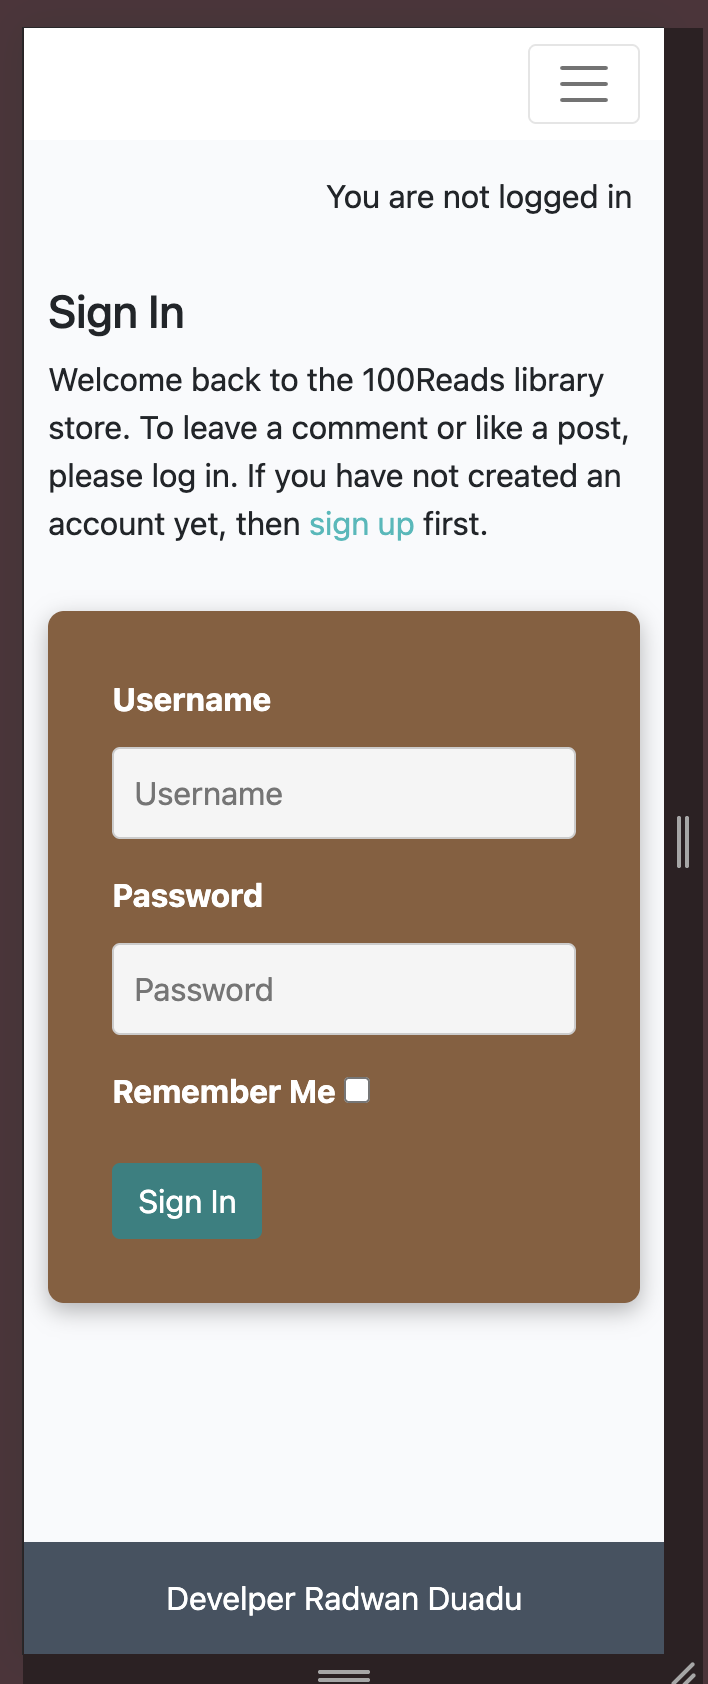 You are not logged in
Sign In
Welcome back to the 100Reads library
store. To leave a comment or like a post,
please log in. If you have not created an
account yet, then sign up first.
Username
Username
Password
Password
Remember Me
Sign In
Develper Radwan Duadu